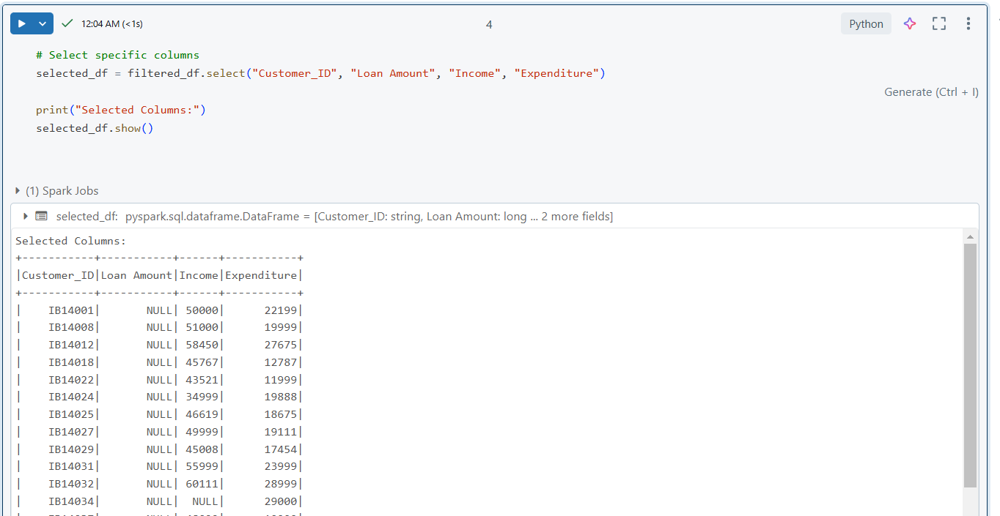 12:04 AM (<1s)
4
Python
# Select specific columns
selected_df = filtered_df.select("Customer_ID", "Loan Amount", "Income", "Expenditure")
Generate (Ctrl + I)
print("Selected Columns:")
selected_df.show()
(1) Spark Jobs
selected_df: pyspark.sql.dataframe.DataFrame = [Customer_ID: string, Loan Amount: long ... 2 more fields]
Selected Columns:
+-----------+-----------+------+-----------+
|Customer_ID|Loan Amount|Income|Expenditure|
+-----------+-----------+------+-----------+
|    IB14001|       NULL| 50000|      22199|
|    IB14008|       NULL| 51000|      19999|
|    IB14012|       NULL| 58450|      27675|
|    IB14018|       NULL| 45767|      12787|
|    IB14022|       NULL| 43521|      11999|
|    IB14024|       NULL| 34999|      19888|
|    IB14025|       NULL| 46619|      18675|
|    IB14027|       NULL| 49999|      19111|
|    IB14029|       NULL| 45008|      17454|
|    IB14031|       NULL| 55999|      23999|
|    IB14032|       NULL| 60111|      28999|
|    IB14034|       NULL|  NULL|      29000|